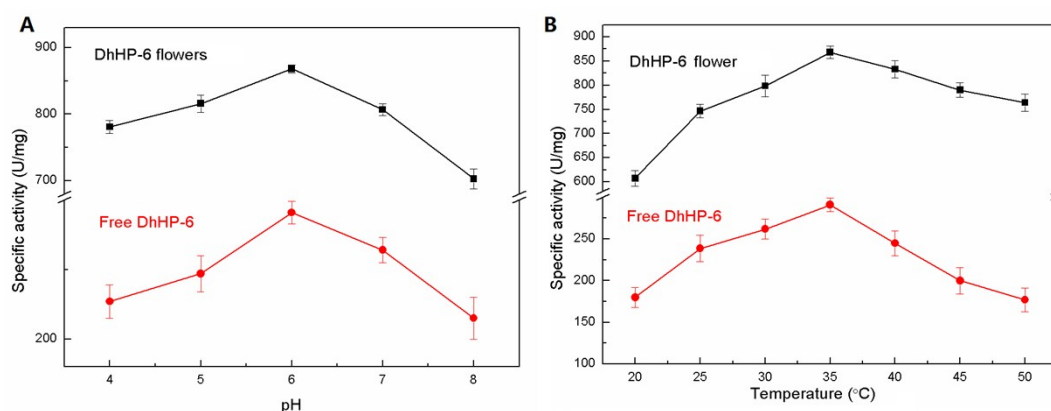 A
Specific activity (U/mg)
900
800
700
200
DhHP-6 flowers
Free DhHP-6
4 5 6 7 8
pH
B
Specific activity (U/mg)
900
850
800
750
700
650
600
250
200
150
100
DhHP-6 flower
Free DhHP-6
20 25 30 35 40 45 50
Temperature (°C)